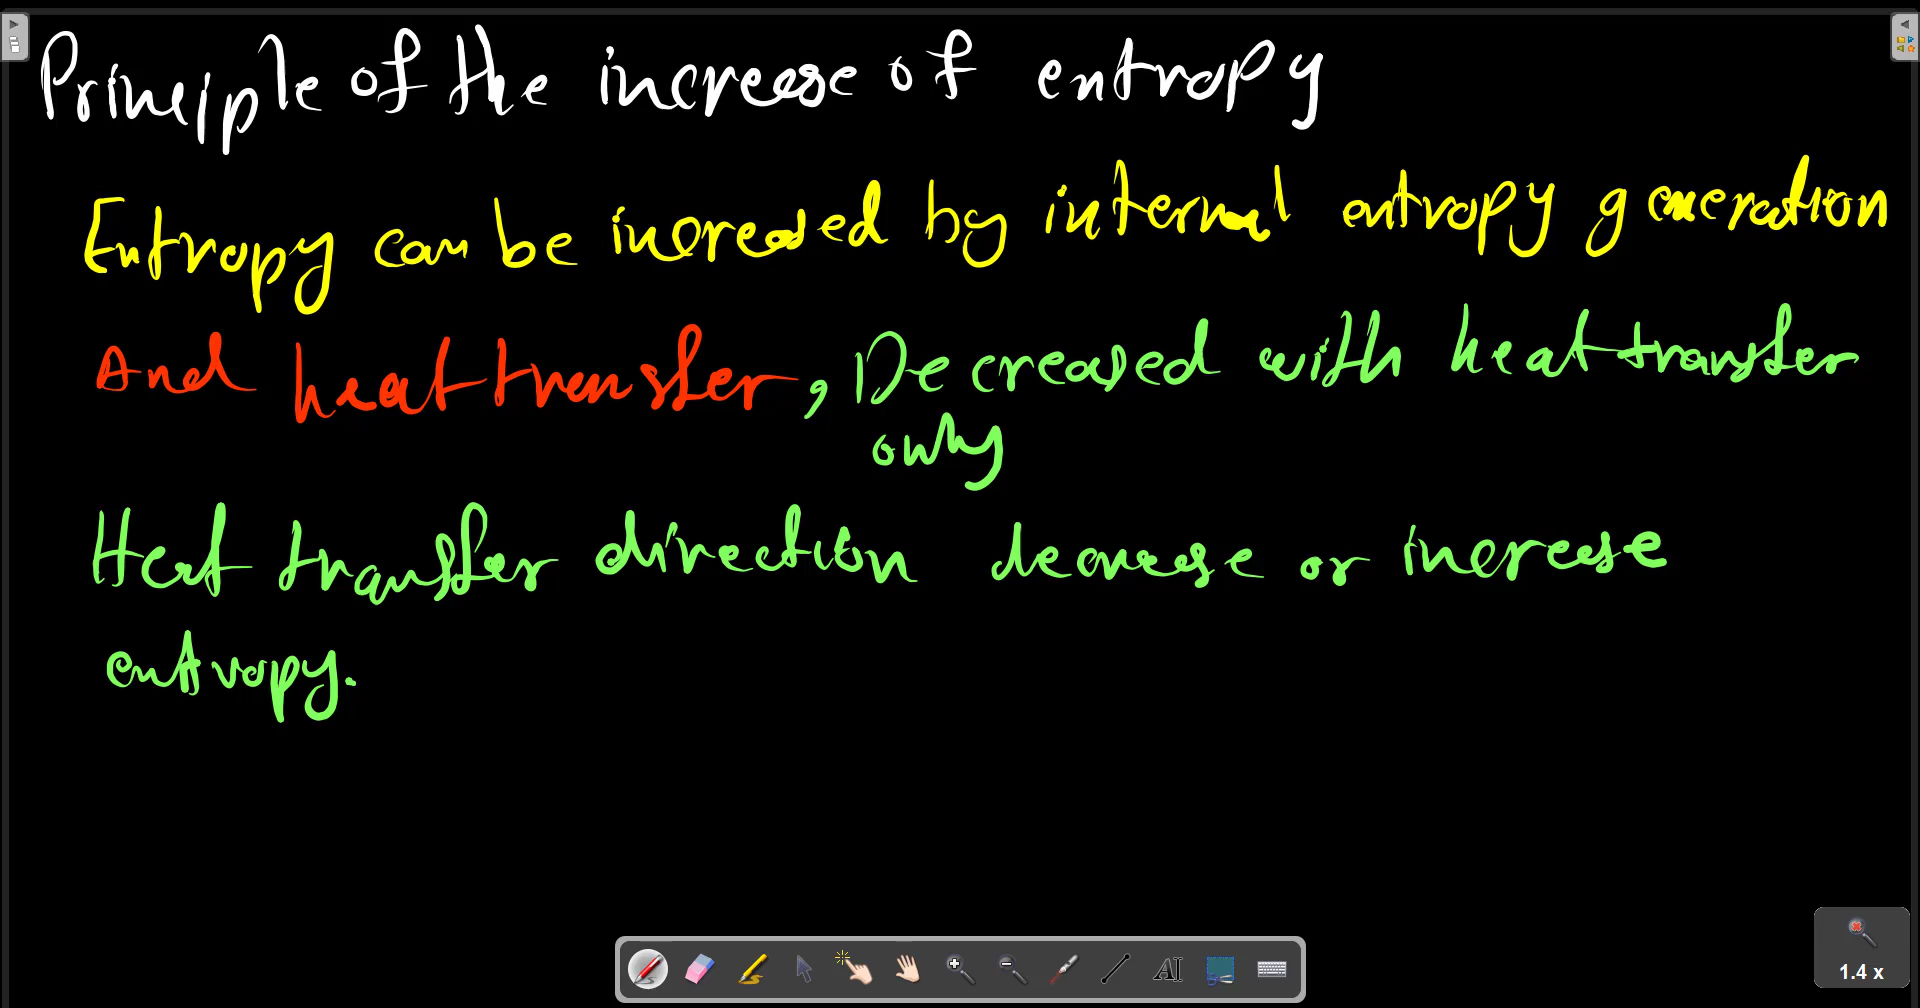 Principle of the increase of entropy
Entropy can be increased by internal entropy generation
And heat transfer, Decreased with heat transfer
only
Heat transfer direction decrease or increase
entropy.
1.4 x